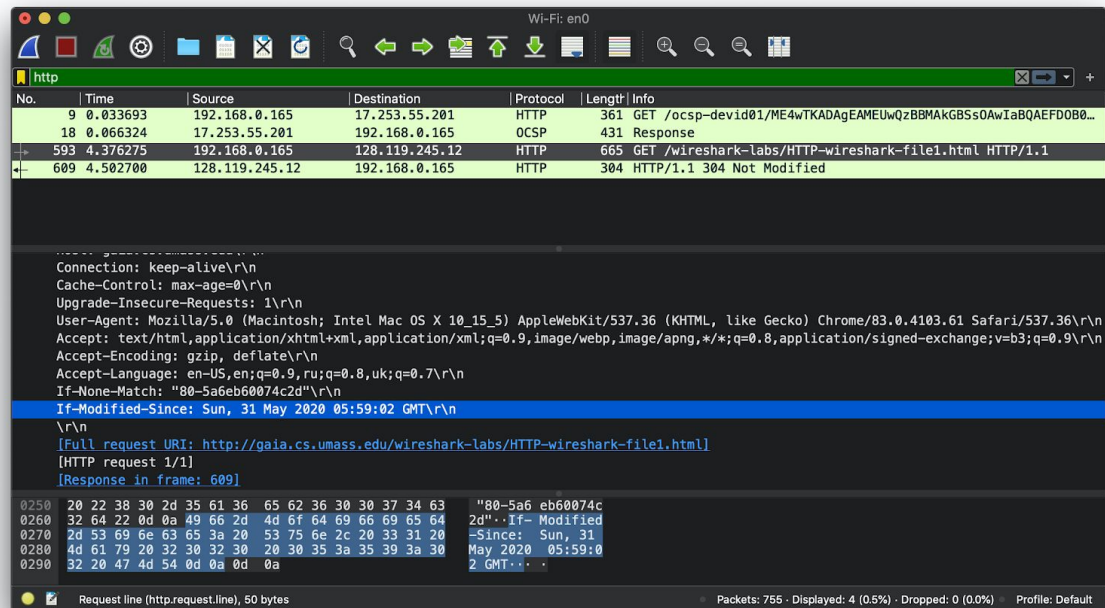 Wi-Fi: en0
http
No. Time Source Destination Protocol Length Info
9 0.033693 192.168.0.165 17.253.55.201 HTTP 361 GET /ocsp-devid01/ME4wTKADAgEAMEUwQzBBMAkGBSsOAwIaBQAEFDOB0…
18 0.066324 17.253.55.201 192.168.0.165 OCSP 431 Response
593 4.376275 192.168.0.165 128.119.245.12 HTTP 665 GET /wireshark-labs/HTTP-wireshark-file1.html HTTP/1.1
609 4.502700 128.119.245.12 192.168.0.165 HTTP 304 HTTP/1.1 304 Not Modified
Connection: keep-alive\r\n
Cache-Control: max-age=0\r\n
Upgrade-Insecure-Requests: 1\r\n
User-Agent: Mozilla/5.0 (Macintosh; Intel Mac OS X 10_15_5) AppleWebKit/537.36 (KHTML, like Gecko) Chrome/83.0.4103.61 Safari/537.36\r\n
Accept: text/html,application/xhtml+xml,application/xml;q=0.9,image/webp,image/apng,*/*;q=0.8,application/signed-exchange;v=b3;q=0.9\r\n
Accept-Encoding: gzip, deflate\r\n
Accept-Language: en-US,en;q=0.9,ru;q=0.8,uk;q=0.7\r\n
If-None-Match: "80-5a6eb60074c2d"\r\n
If-Modified-Since: Sun, 31 May 2020 05:59:02 GMT\r\n
\r\n
[Full request URI: http://gaia.cs.umass.edu/wireshark-labs/HTTP-wireshark-file1.html]
[HTTP request 1/1]
[Response in frame: 609]
0250 20 22 38 30 2d 35 61 36 65 62 36 30 30 37 34 63 "80-5a6 eb60074c
0260 32 64 22 0d 0a 49 66 2d 4d 6f 64 69 66 69 65 64 2d"··If- Modified
0270 2d 53 69 6e 63 65 3a 20 53 75 6e 2c 20 33 31 20 -Since: Sun, 31
0280 4d 61 79 20 32 30 32 30 20 30 35 3a 35 39 3a 30 May 2020 05:59:0
0290 32 20 47 4d 54 0d 0a 0d 0a 2 GMT·· ·
Request line (http.request.line), 50 bytes Packets: 755 · Displayed: 4 (0.5%) · Dropped: 0 (0.0%) Profile: Default